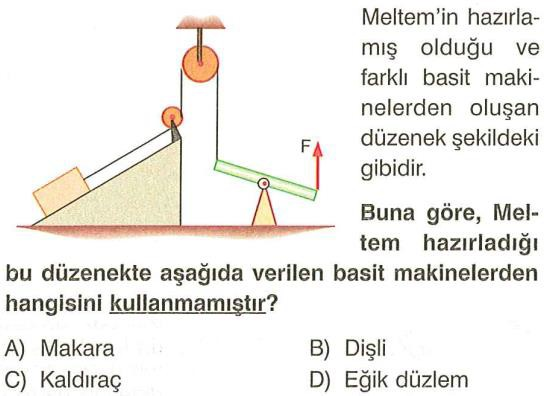 Meltem'in hazırla-
mış olduğu ve
farklı basit maki-
nelerden oluşan
düzenek şekildeki
gibidir.
F
Buna göre, Mel-
tem hazırladığı
bu düzenekte aşağıda verilen basit makinelerden
hangisini kullanmamıştır?
A) Makara
B) Dişli
C) Kaldıraç
D) Eğik düzlem